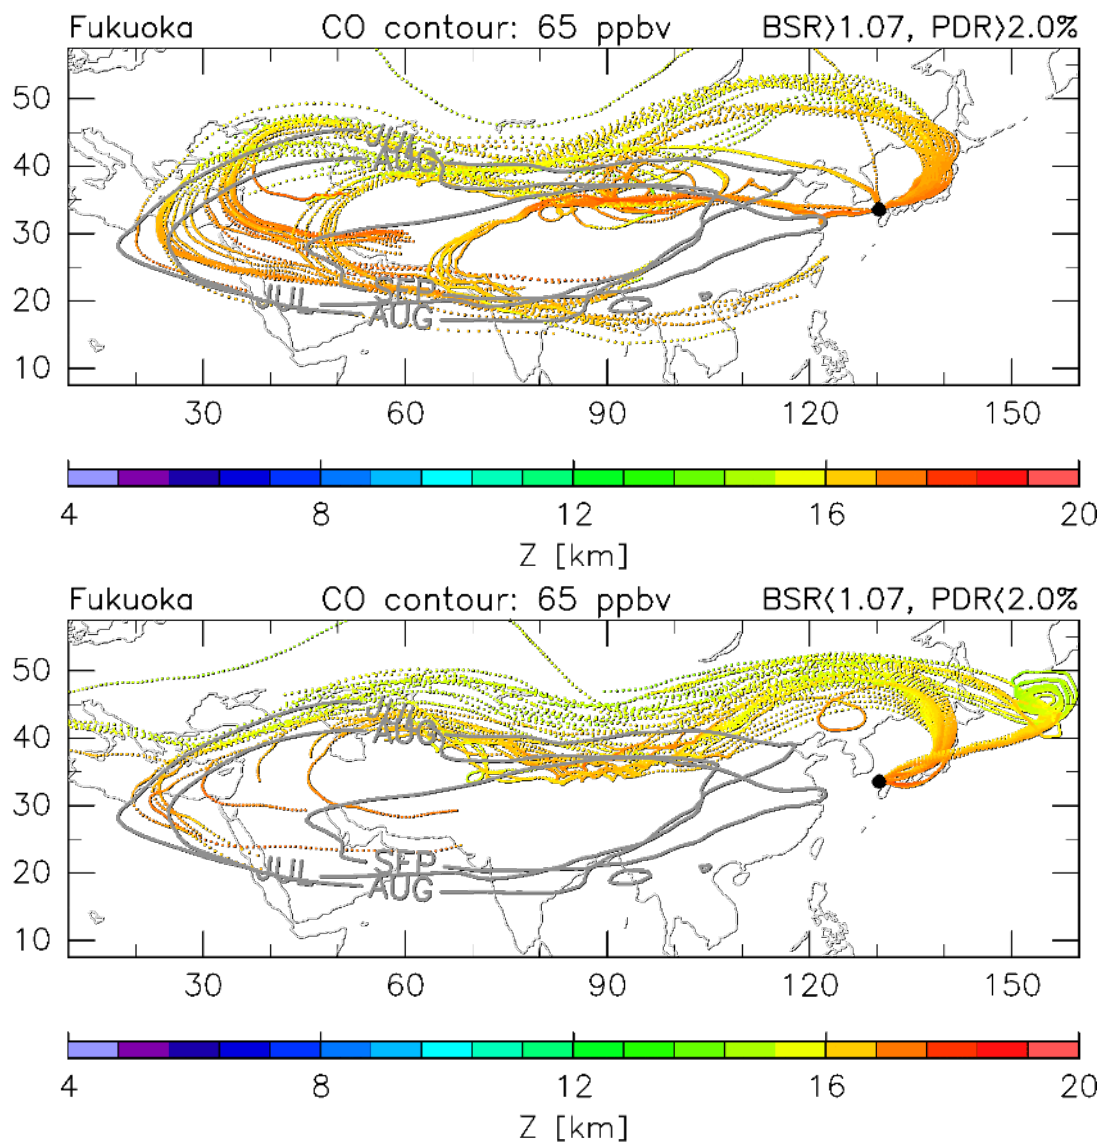 Fukuoka CO contour: 65 ppbv BSR⟩1.07, PDR⟩2.0%
50
40
30
20
10
JUL
AUG
SEP
JUL
AUG
30 60 90 120 150
4 8 12 16 20
Z [km]
Fukuoka CO contour: 65 ppbv BSR⟨1.07, PDR⟨2.0%
50
40
30
20
10
JUL
AUG
SEP
JUL
AUG
30 60 90 120 150
4 8 12 16 20
Z [km]